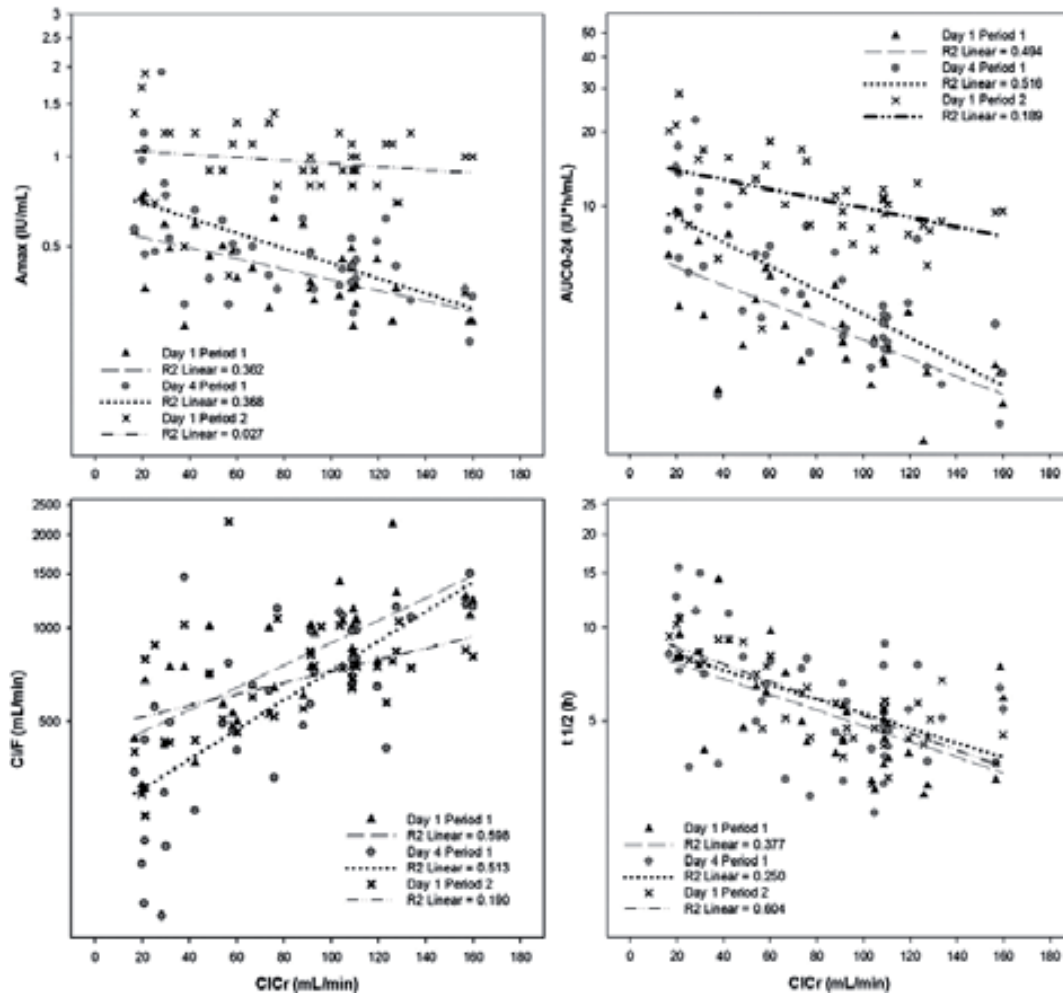 3
2.5
2
1.5
1
0.5
Amax (IU/mL)
Day 1 Period 1
R2 Linear = 0.362
Day 4 Period 1
R2 Linear = 0.368
Day 1 Period 2
R2 Linear = 0.027
0 20 40 60 80 100 120 140 160 180
50
40
30
20
10
AUC0-24 (IU*h/mL)
Day 1 Period 1
R2 Linear = 0.494
Day 4 Period 1
R2 Linear = 0.516
Day 1 Period 2
R2 Linear = 0.189
0 20 40 60 80 100 120 140 160 180
2500
2000
1500
1000
500
Cl/F (mL/min)
Day 1 Period 1
R2 Linear = 0.598
Day 4 Period 1
R2 Linear = 0.513
Day 1 Period 2
R2 Linear = 0.190
0 20 40 60 80 100 120 140 160 180
ClCr (mL/min)
25
20
15
10
5
t 1/2 (h)
Day 1 Period 1
R2 Linear = 0.377
Day 4 Period 1
R2 Linear = 0.250
Day 1 Period 2
R2 Linear = 0.604
0 20 40 60 80 100 120 140 160 180
ClCr (mL/min)